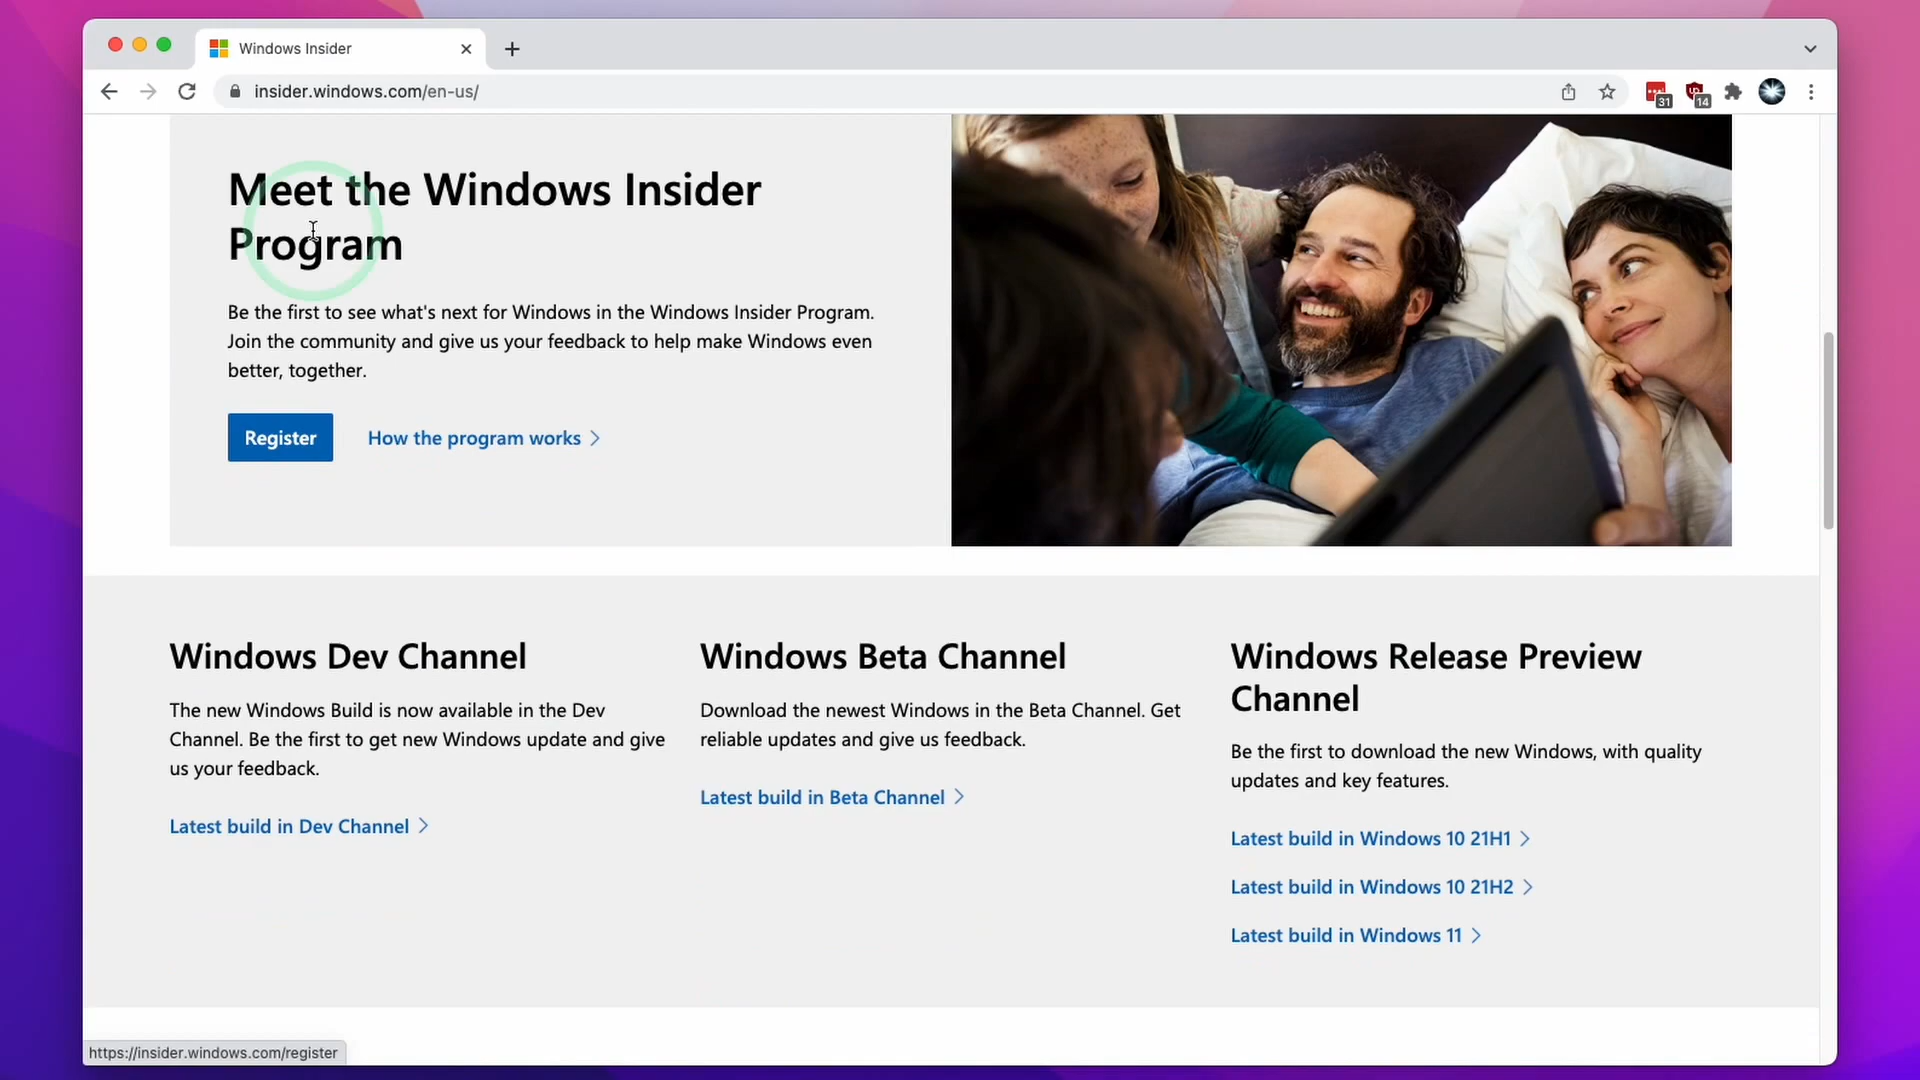 Windows Insider
insider.windows.com/en-us/
31
14
Meet the Windows Insider
Program
Be the first to see what's next for Windows in the Windows Insider Program.
Join the community and give us your feedback to help make Windows even
better, together.
Register
How the program works
Windows Dev Channel
The new Windows Build is now available in the Dev
Channel. Be the first to get new Windows update and give
us your feedback.
Latest build in Dev Channel
Windows Beta Channel
Download the newest Windows in the Beta Channel. Get
reliable updates and give us feedback.
Latest build in Beta Channel
Windows Release Preview
Channel
Be the first to download the new Windows, with quality
updates and key features.
Latest build in Windows 10 21H1
Latest build in Windows 10 21H2
Latest build in Windows 11
https://insider.windows.com/register